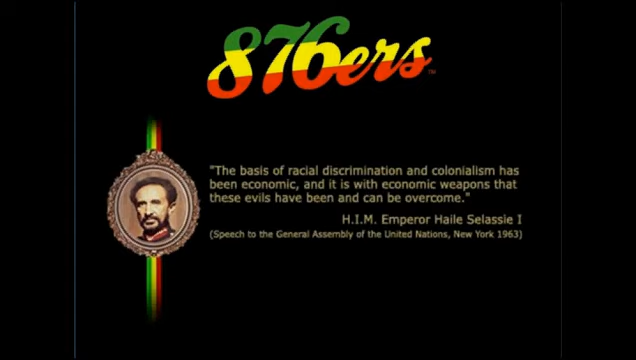 876ers™
"The basis of racial discrimination and colonialism has
been economic, and it is with economic weapons that
these evils have been and can be overcome."
H.I.M. Emperor Haile Selassie I
(Speech to the General Assembly of the United Nations, New York 1963)